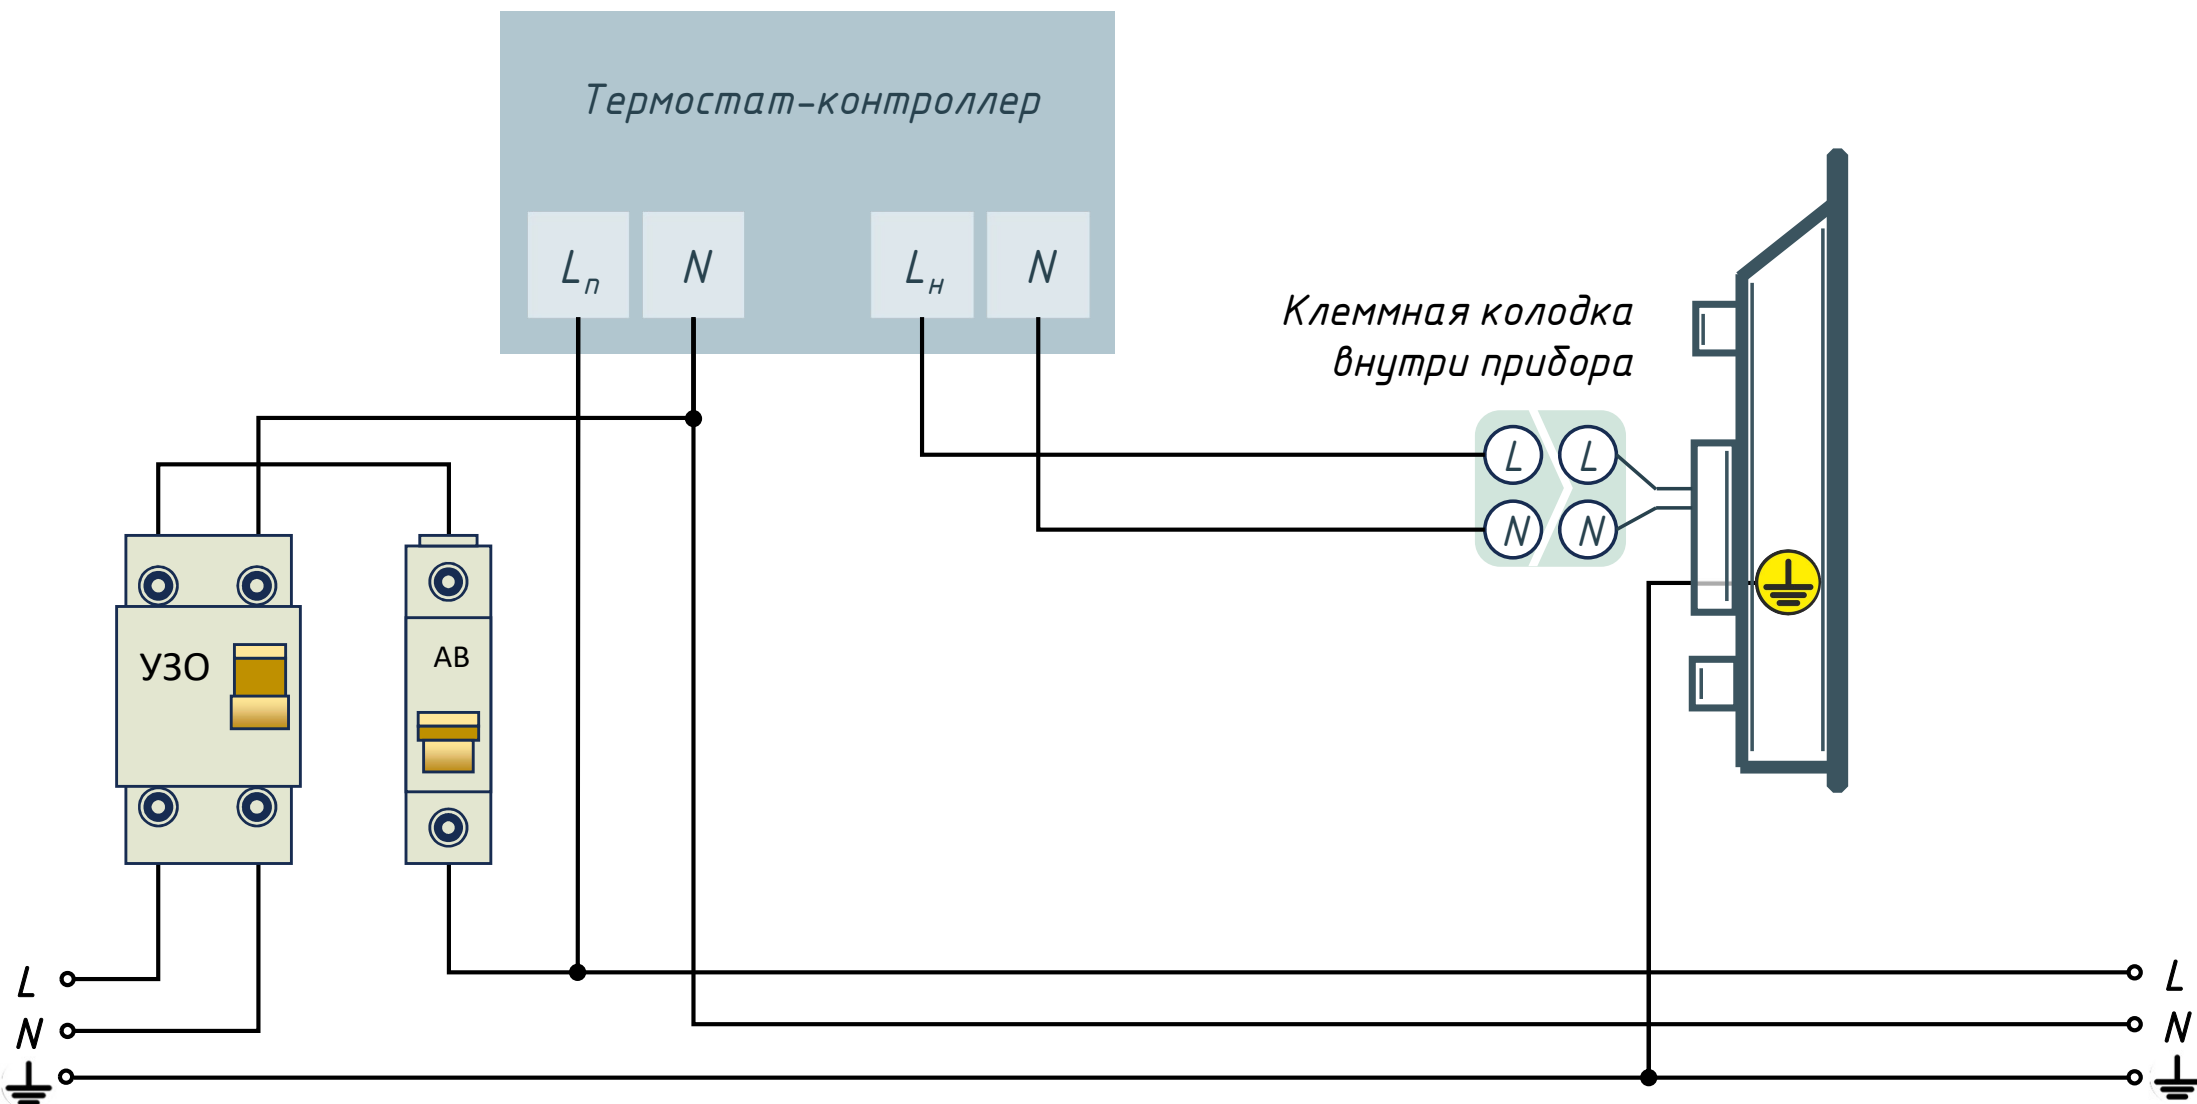 Термостат-контроллер
Lп N Lн N
Клеммная колодка
внутри прибора
L L
N N
УЗО
АВ
L L
N N